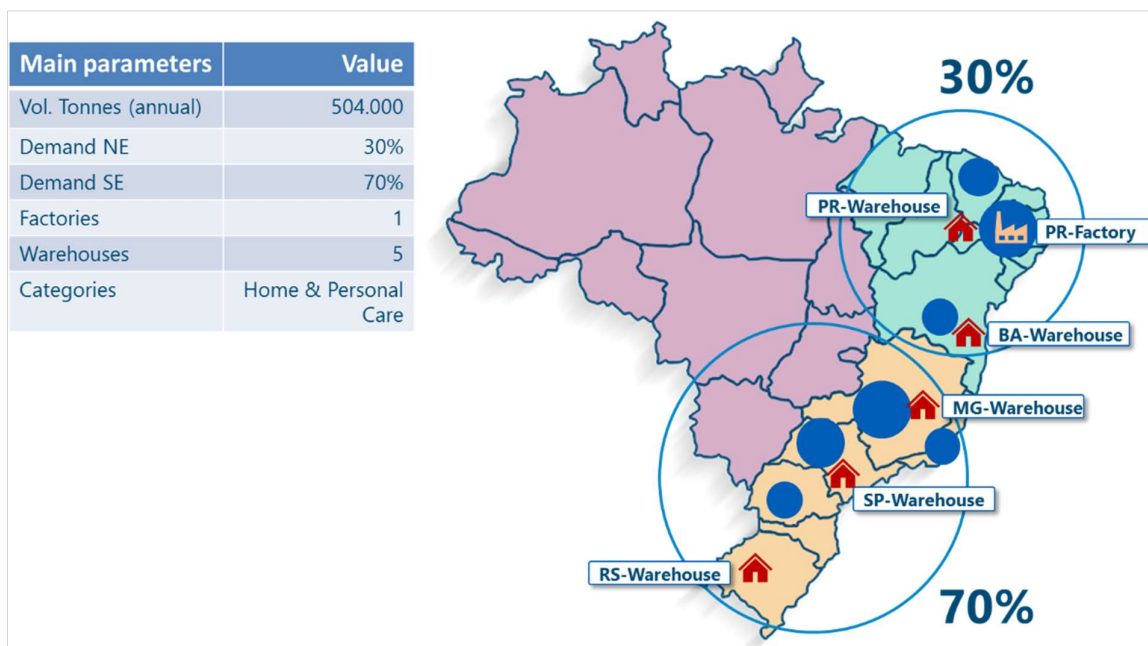 Main parameters Value
Vol. Tonnes (annual) 504.000
Demand NE 30%
Demand SE 70%
Factories 1
Warehouses 5
Categories Home & Personal
Care
30%
PR-Warehouse
PR-Factory
BA-Warehouse
MG-Warehouse
SP-Warehouse
RS-Warehouse
70%